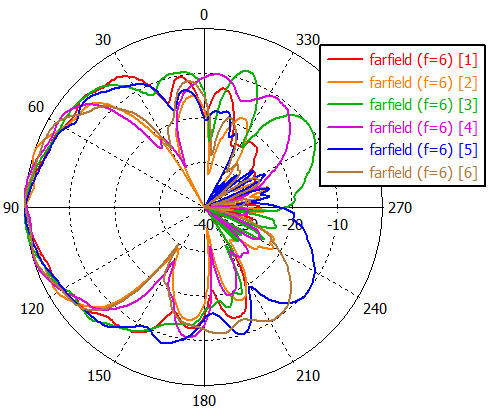 0
30
330
farfield (f=6) [1]
farfield (f=6) [2]
farfield (f=6) [3]
farfield (f=6) [4]
farfield (f=6) [5]
farfield (f=6) [6]
60
90
270
-40
-20
-10
120
240
150
210
180